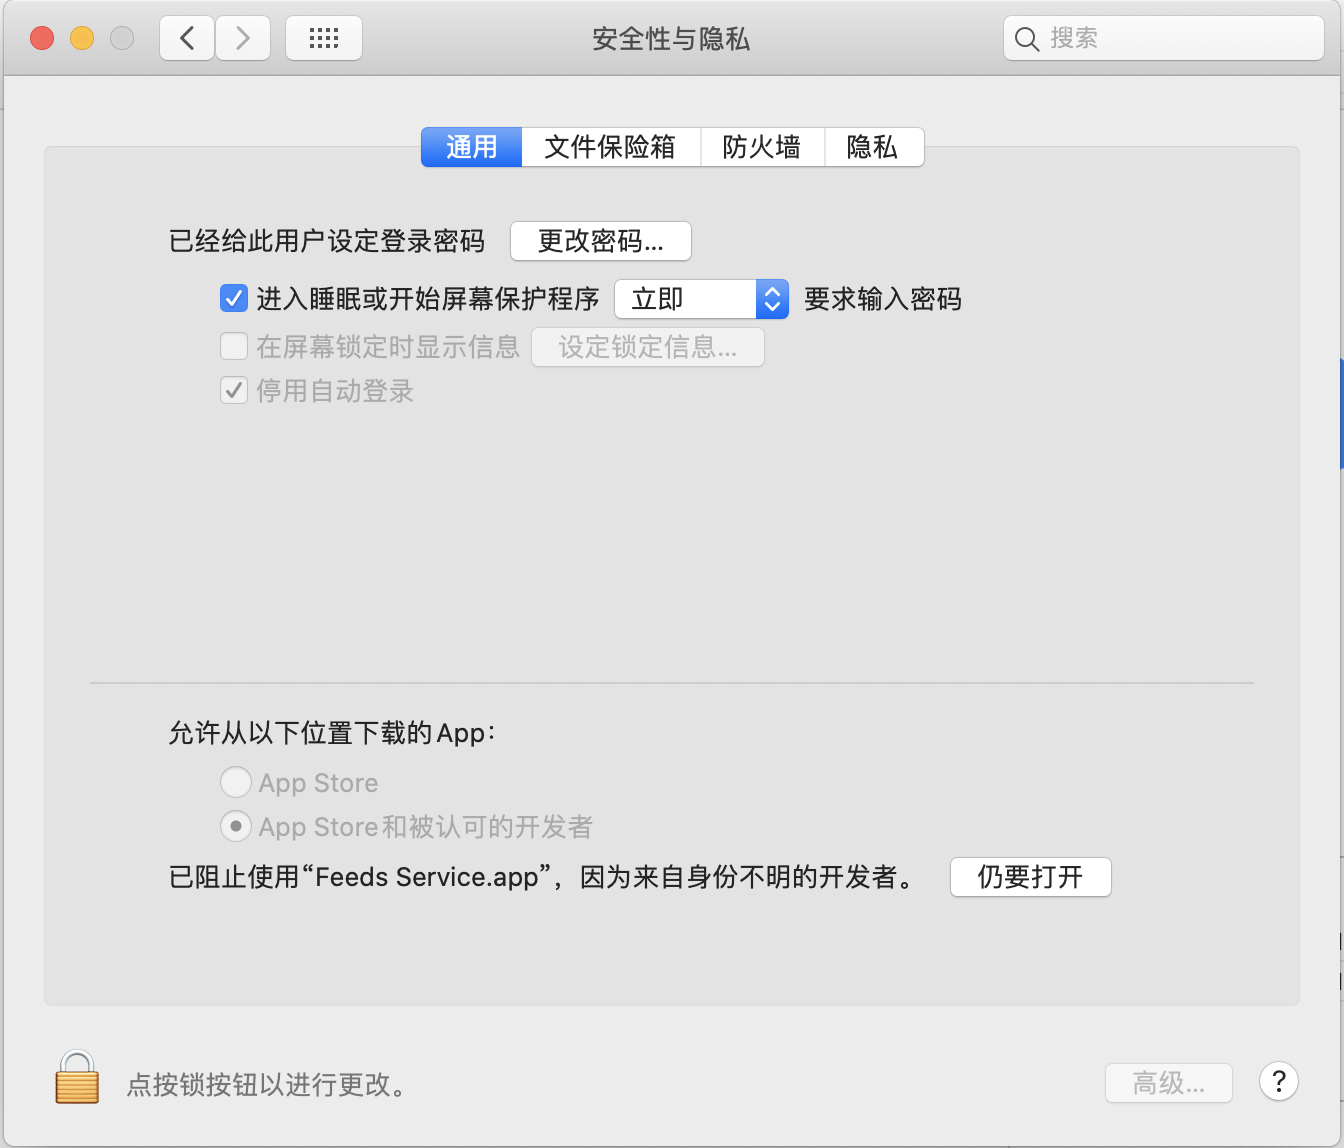 安全性与隐私
搜索
通用 文件保险箱 防火墙 隐私
已经给此用户设定登录密码 更改密码...
进入睡眠或开始屏幕保护程序 立即 要求输入密码
在屏幕锁定时显示信息 设定锁定信息...
停用自动登录
允许从以下位置下载的 App：
App Store
App Store和被认可的开发者
已阻止使用“Feeds Service.app”，因为来自身份不明的开发者。 仍要打开
点按锁按钮以进行更改。
高级... ?